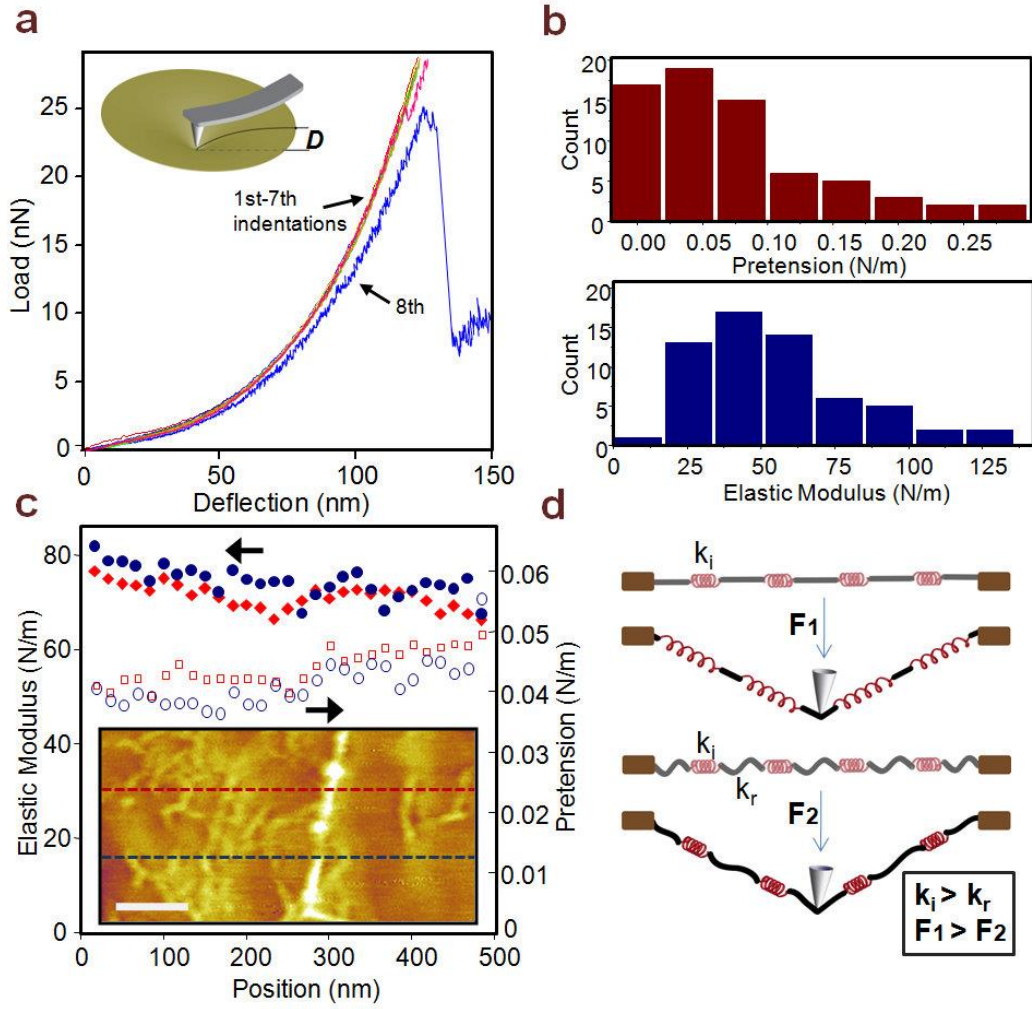 a
Load (nN)
25
20
15
10
5
0
D
1st-7th
indentations
8th
0
50
100
150
Deflection (nm)
b
Count
20
15
10
5
0
0.00
0.05
0.10
0.15
0.20
0.25
Pretension (N/m)
Count
20
15
10
5
0
0
25
50
75
100
125
Elastic Modulus (N/m)
c
Elastic Modulus (N/m)
80
60
40
20
0
0.06
0.05
0.04
0.03
0.02
0.01
0
Pretension (N/m)
0
100
200
300
400
500
Position (nm)
d
ki
F1
ki
kr
F2
ki > kr
F1 > F2